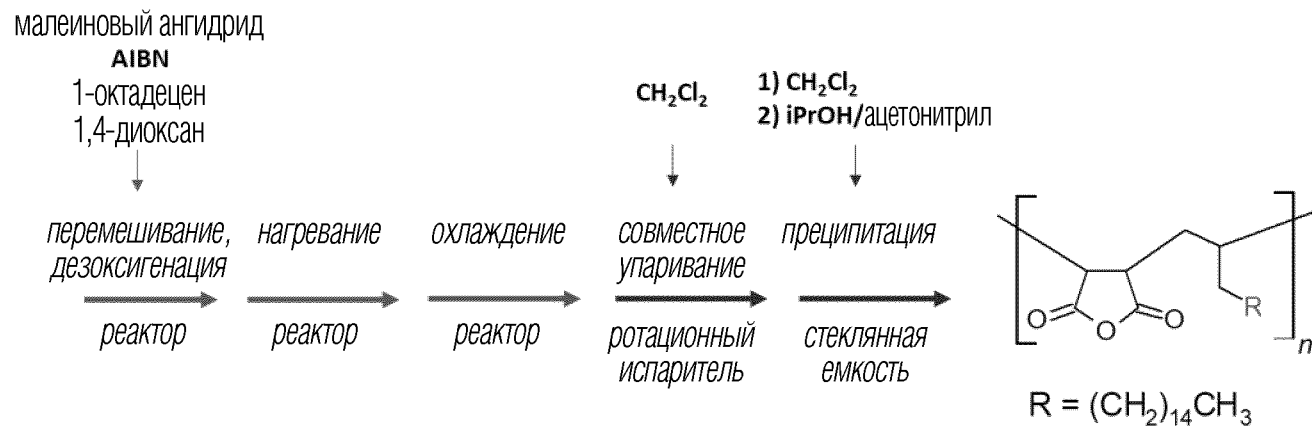 малеиновый ангидрид
AIBN
1-октадецен
1,4-диоксан
CH₂Cl₂
1) CH₂Cl₂
2) iPrOH/ацетонитрил
перемешивание,
дезоксигенация
нагревание
охлаждение
совместное
упаривание
преципитация
реактор
реактор
реактор
ротационный
испаритель
стеклянная
емкость
O
O
O
R
n
R = (CH₂)₁₄CH₃